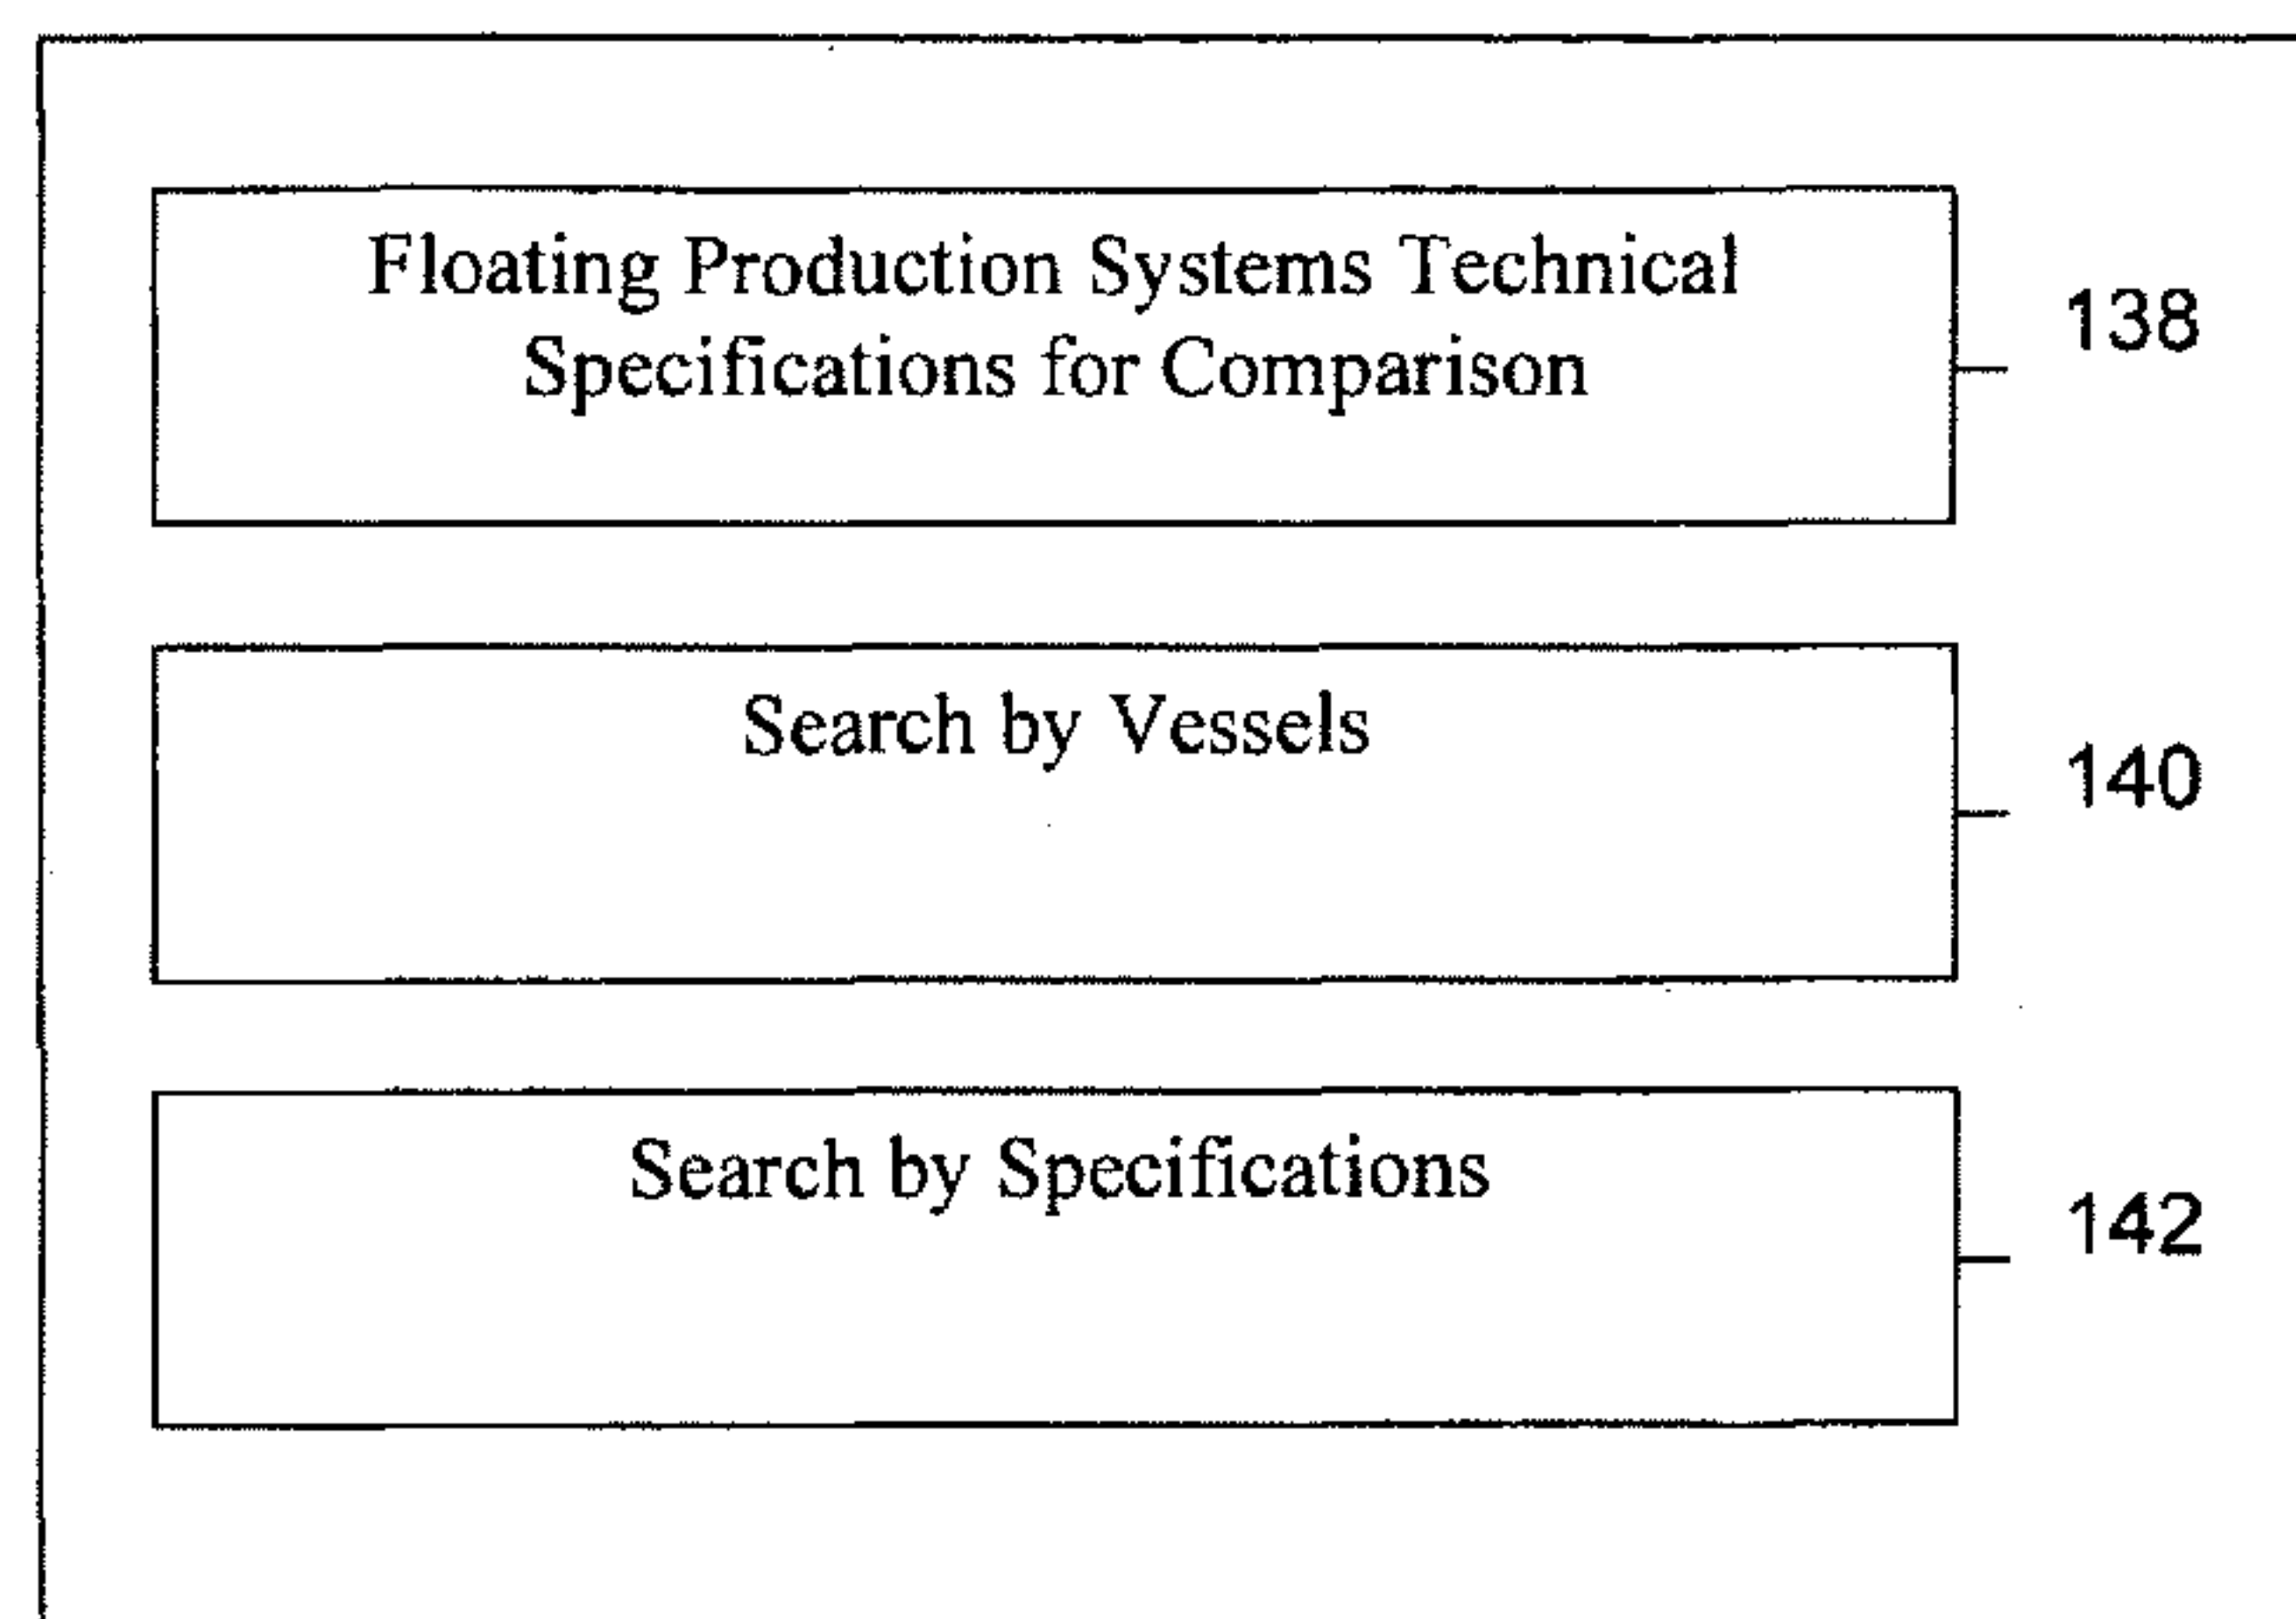 Floating Production Systems Technical
Specifications for Comparison
138
Search by Vessels
140
Search by Specifications
142